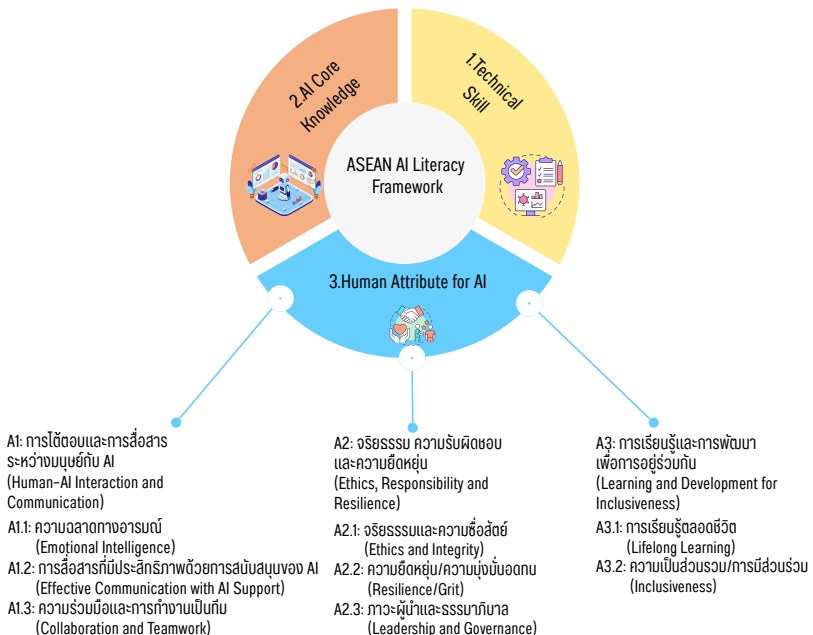 2.AI Core
Knowledge
1.Technical
Skill
ASEAN AI Literacy
Framework
3.Human Attribute for AI
A1: การโต้ตอบและการสื่อสาร
ระหว่างมนุษย์กับ AI
(Human-AI Interaction and
Communication)
A1.1: ความฉลาดทางอารมณ์
(Emotional Intelligence)
A1.2: การสื่อสารที่มีประสิทธิภาพด้วยการสนับสนุนของ AI
(Effective Communication with AI Support)
A1.3: ความร่วมมือและการทำงานเป็นทีม
(Collaboration and Teamwork)
A2: จริยธรรม ความรับผิดชอบ
และความยืดหยุ่น
(Ethics, Responsibility and
Resilience)
A2.1: จริยธรรมและความซื่อสัตย์
(Ethics and Integrity)
A2.2: ความยืดหยุ่น/ความมุ่งมั่นอดทน
(Resilience/Grit)
A2.3: ภาวะผู้นำและธรรมาภิบาล
(Leadership and Governance)
A3: การเรียนรู้และการพัฒนา
เพื่อการอยู่ร่วมกัน
(Learning and Development for
Inclusiveness)
A3.1: การเรียนรู้ตลอดชีวิต
(Lifelong Learning)
A3.2: ความเป็นส่วนรวม/การมีส่วนร่วม
(Inclusiveness)